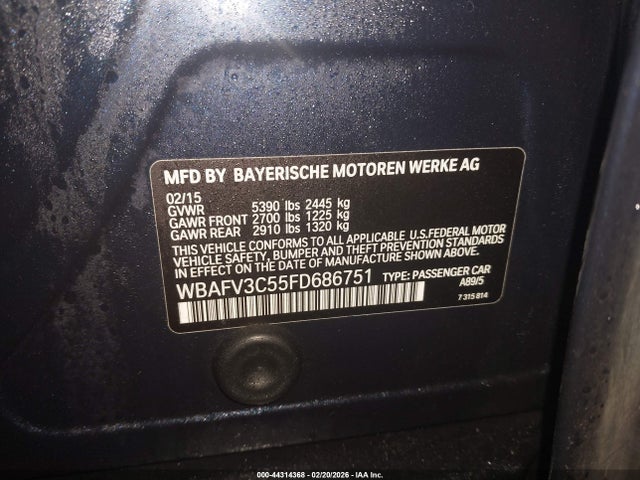 MFD BY BAYERISCHE MOTOREN WERKE AG
02/15
GVWR 5390 lbs 2445 kg
GAWR FRONT 2700 lbs 1225 kg
GAWR REAR 2910 lbs 1320 kg
THIS VEHICLE CONFORMS TO ALL APPLICABLE U.S.FEDERAL MOTOR
VEHICLE SAFETY, BUMPER AND THEFT PREVENTION STANDARDS
IN EFFECT ON THE DATE OF MANUFACTURE SHOWN ABOVE.
WBAFV3C55FD686751 TYPE: PASSENGER CAR
A89/5
7 315 814
000-44314368 - 02/20/2026 - IAA Inc.